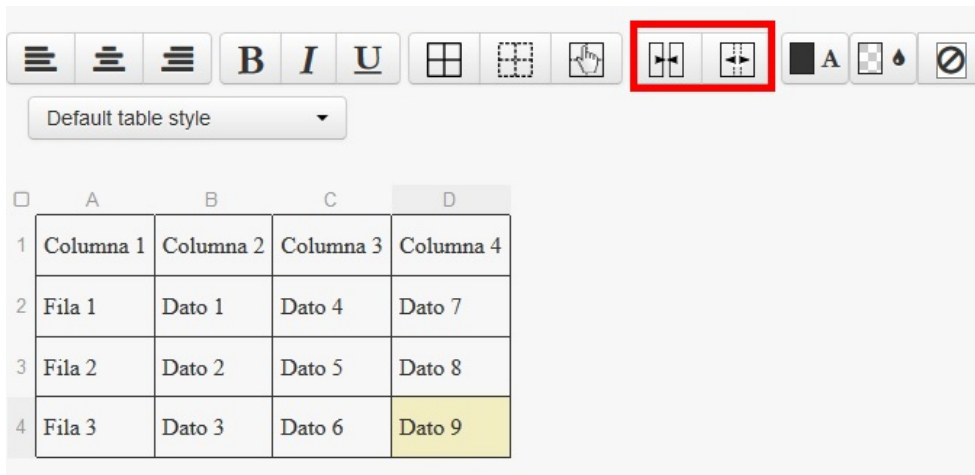 B I U A
Default table style
A B C D
1 Columna 1 Columna 2 Columna 3 Columna 4
2 Fila 1 Dato 1 Dato 4 Dato 7
3 Fila 2 Dato 2 Dato 5 Dato 8
4 Fila 3 Dato 3 Dato 6 Dato 9